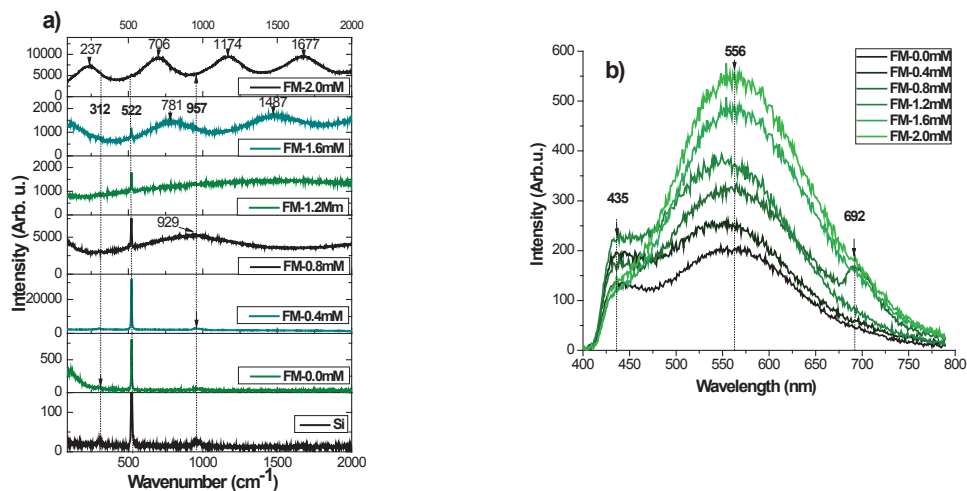 a)
500 1000 1500 2000
237 706 1174 1677
10000
5000
0
FM-2.0mM
312 522 781 957 1487
2000
1000
0
FM-1.6mM
2000
1000
0
FM-1.2Mm
929
5000
0
FM-0.8mM
20000
0
FM-0.4mM
500
0
FM-0.0mM
100
0
Si
500 1000 1500 2000
Wavenumber (cm-1)
Intensity (Arb. u.)
b)
600
500
400
300
200
100
0
556
435
692
FM-0.0mM
FM-0.4mM
FM-0.8mM
FM-1.2mM
FM-1.6mM
FM-2.0mM
400 450 500 550 600 650 700 750 800
Wavelength (nm)
Intensity (Arb.u.)